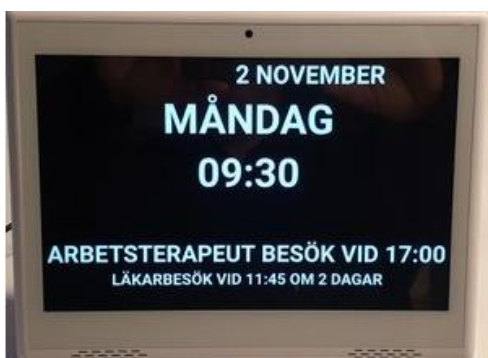 2 NOVEMBER
MÅNDAG
09:30
ARBETSTERAPEUT BESÖK VID 17:00
LÄKARBESÖK VID 11:45 OM 2 DAGAR